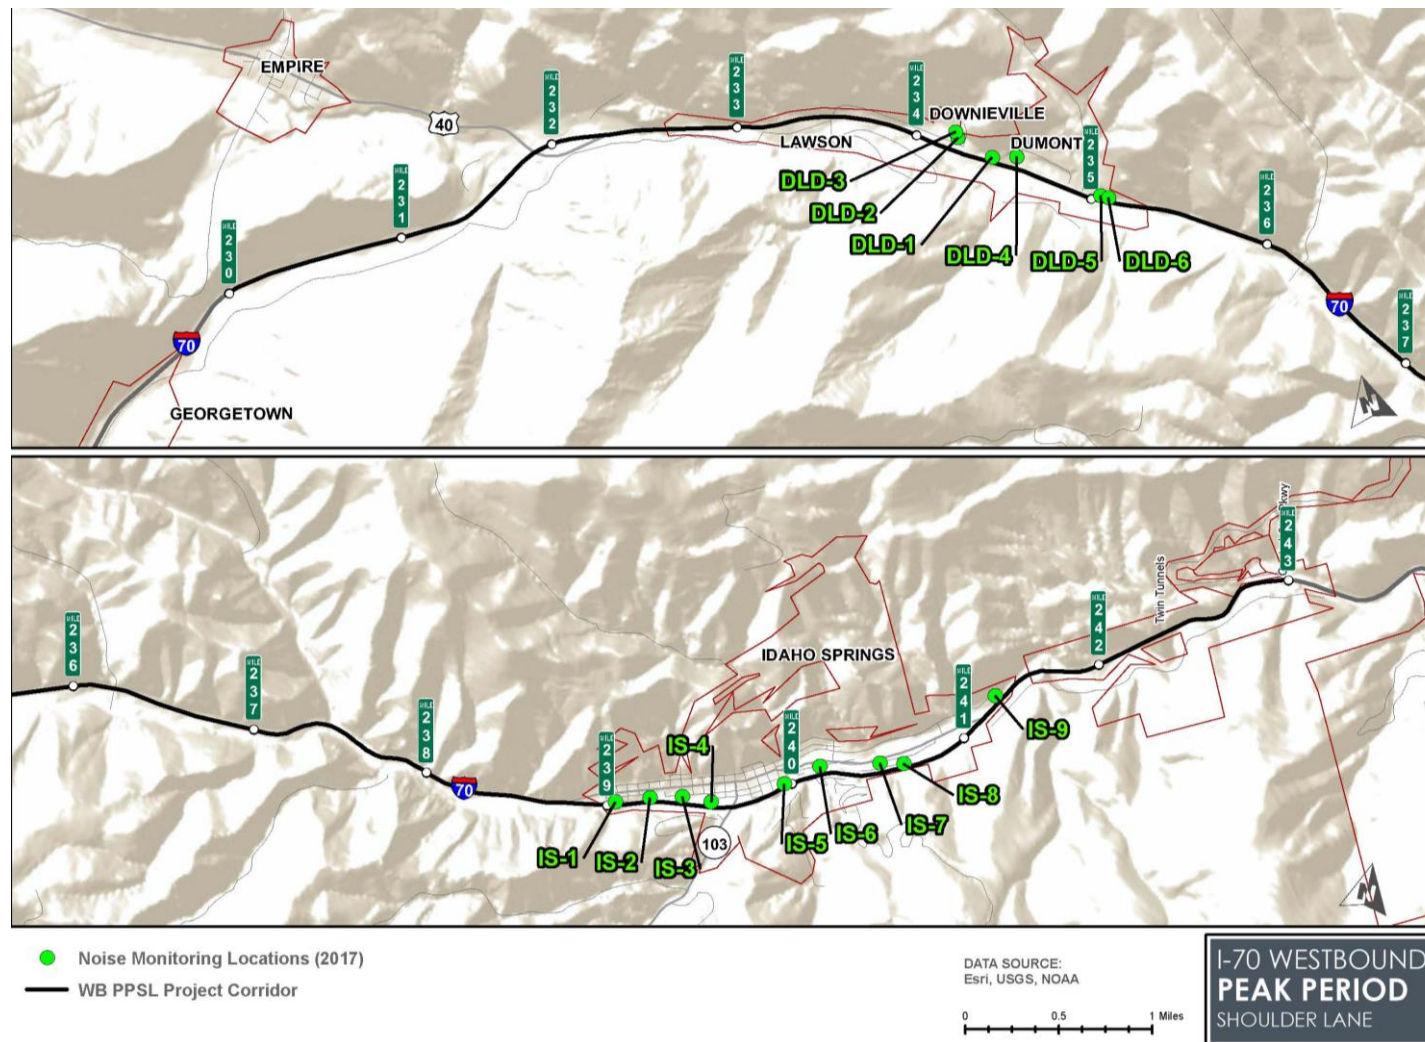 EMPIRE
40
MILE 232
MILE 233
MILE 234
DOWNIEVILLE
LAWSON
DUMONT
MILE 235
DLD-3
DLD-2
DLD-1
DLD-4
DLD-5
DLD-6
MILE 231
MILE 230
MILE 236
70
MILE 237
70
GEORGETOWN
N
MILE 236
MILE 237
MILE 238
70
MILE 239
IDAHO SPRINGS
IS-4
MILE 240
MILE 241
MILE 242
Twin Tunnels
MILE 243
IS-9
IS-8
IS-7
IS-6
IS-5
IS-1
IS-2
IS-3
103
N
Noise Monitoring Locations (2017)
WB PPSL Project Corridor
DATA SOURCE:
Esri, USGS, NOAA
0 0.5 1 Miles
I-70 WESTBOUND
PEAK PERIOD
SHOULDER LANE